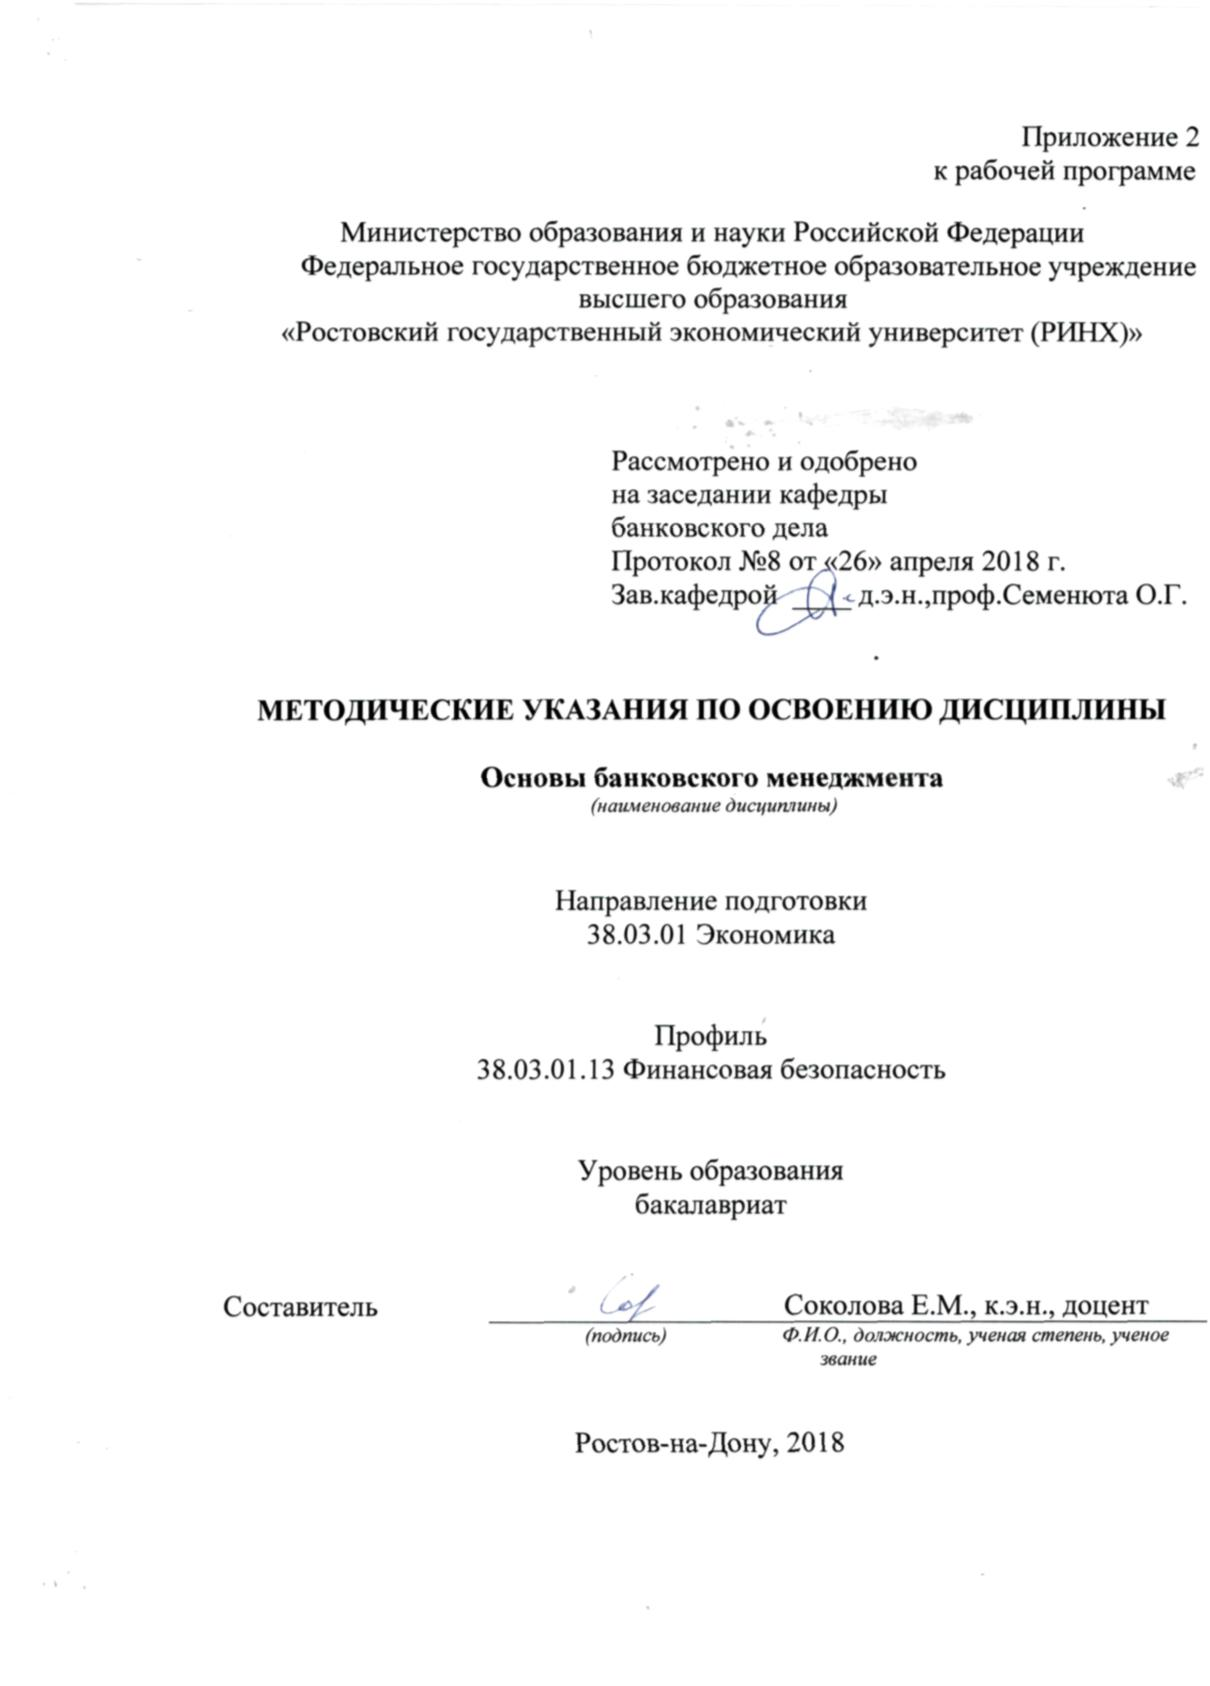 Приложение 2
к рабочей программе
Министерство образования и науки Российской Федерации
Федеральное государственное бюджетное образовательное учреждение
высшего образования
«Ростовский государственный экономический университет (РИНХ)»
Рассмотрено и одобрено
на заседании кафедры
банковского дела
Протокол №8 от «26» апреля 2018 г.
Зав.кафедрой ____ д.э.н.,проф.Семенюта О.Г.
МЕТОДИЧЕСКИЕ УКАЗАНИЯ ПО ОСВОЕНИЮ ДИСЦИПЛИНЫ
Основы банковского менеджмента
(наименование дисциплины)
Направление подготовки
38.03.01 Экономика
Профиль
38.03.01.13 Финансовая безопасность
Уровень образования
бакалавриат
Составитель Соколова Е.М., к.э.н., доцент
(подпись) Ф.И.О., должность, ученая степень, ученое
звание
Ростов-на-Дону, 2018